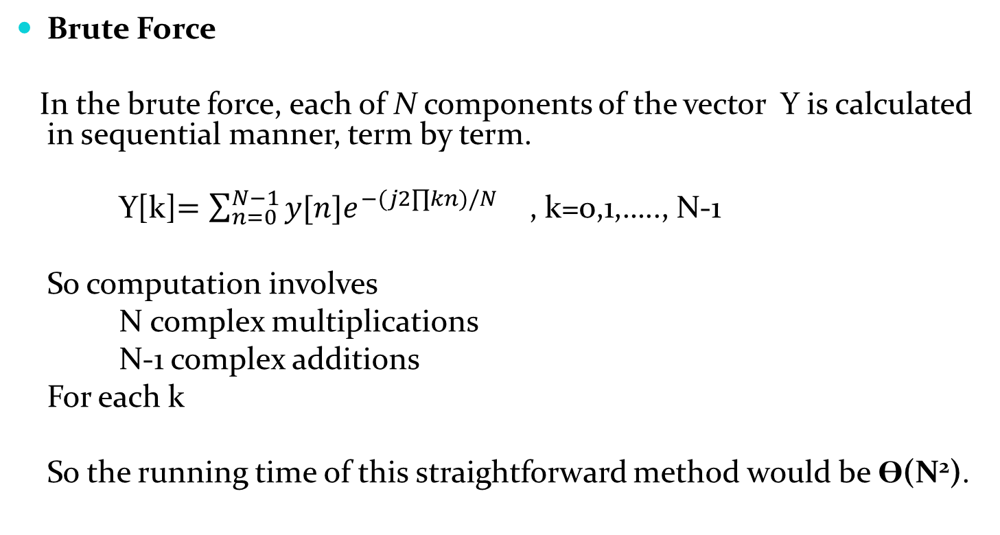 • Brute Force
In the brute force, each of N components of the vector Y is calculated
in sequential manner, term by term.
Y[k]= ∑_{n=0}^{N−1} y[n]e^{−(j2∏kn)/N} , k=0,1,....., N-1
So computation involves
N complex multiplications
N-1 complex additions
For each k
So the running time of this straightforward method would be Ѳ(N²).